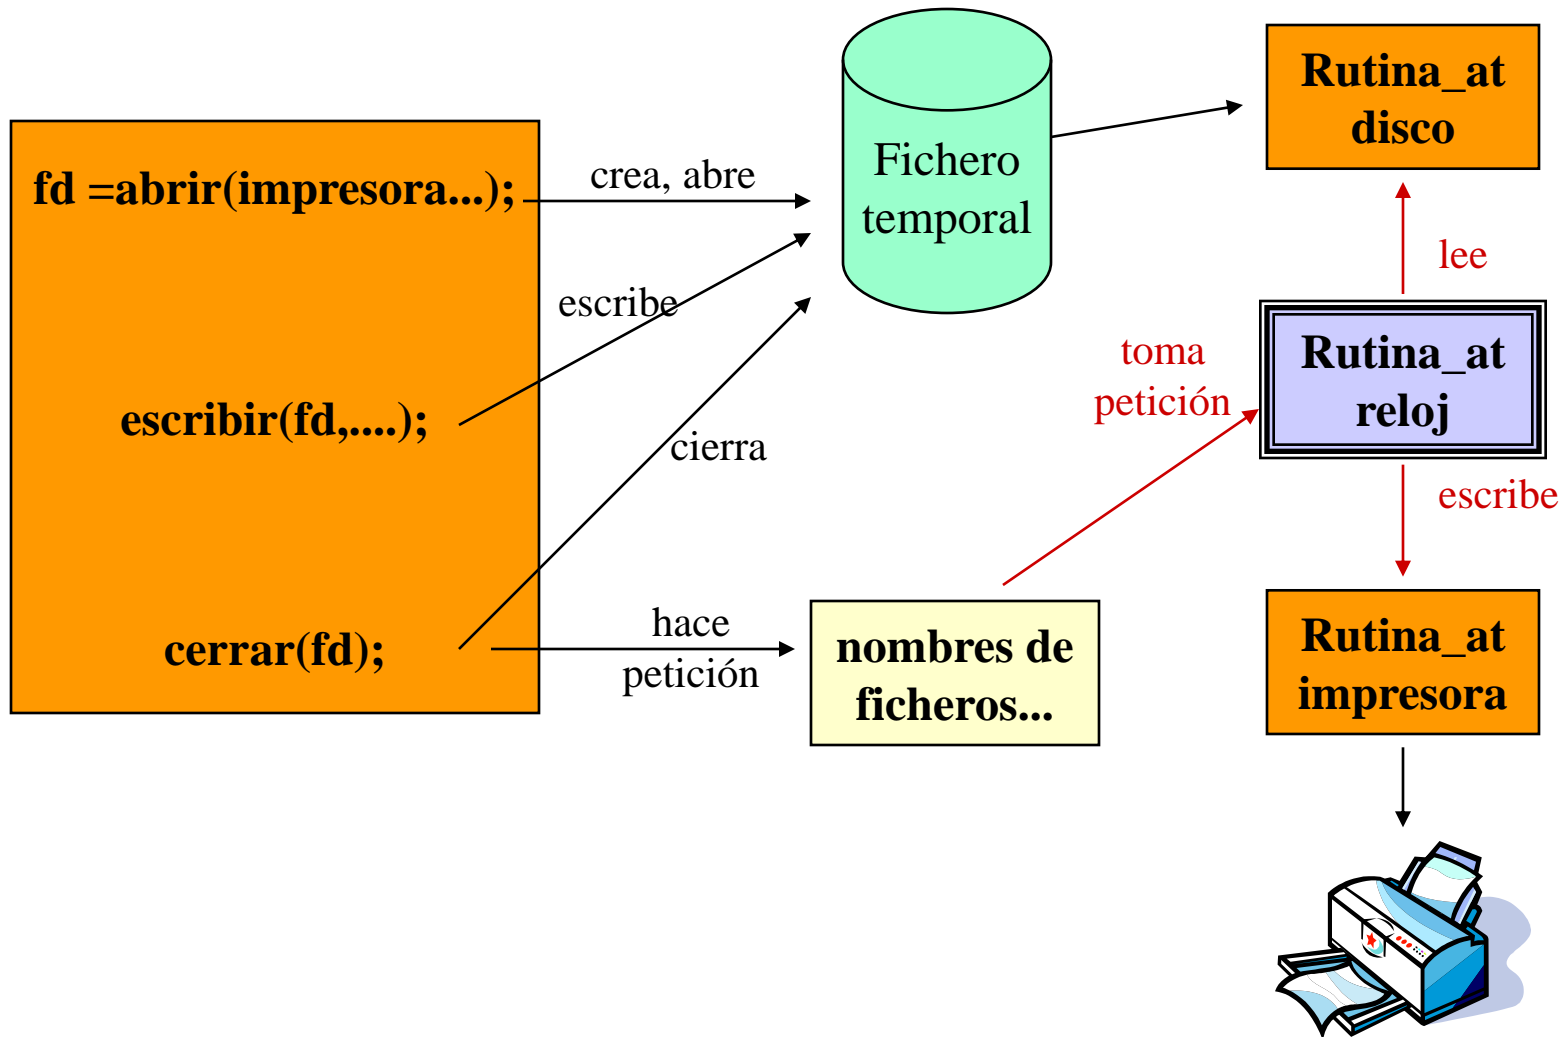 fd =abrir(impresora...);
escribir(fd,....);
cerrar(fd);
crea, abre
escribe
cierra
hace
petición
Fichero
temporal
nombres de
ficheros...
toma
petición
Rutina_at
disco
lee
Rutina_at
reloj
escribe
Rutina_at
impresora